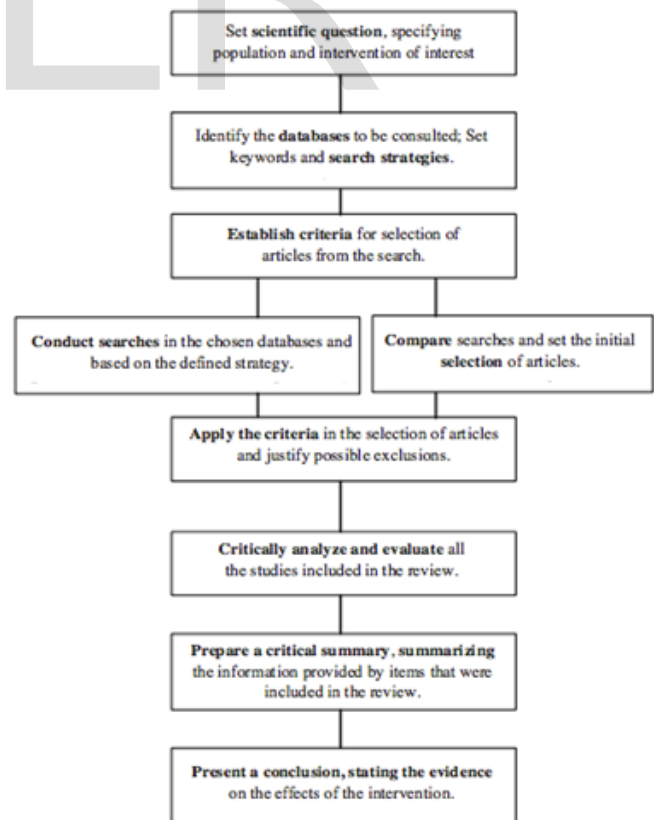 Set scientific question, specifying
population and intervention of interest
Identify the databases to be consulted; Set
keywords and search strategies.
Establish criteria for selection of
articles from the search.
Conduct searches in the chosen databases and
based on the defined strategy.
Compare searches and set the initial
selection of articles.
Apply the criteria in the selection of articles
and justify possible exclusions.
Critically analyze and evaluate all
the studies included in the review.
Prepare a critical summary, summarizing
the information provided by items that were
included in the review.
Present a conclusion, stating the evidence
on the effects of the intervention.